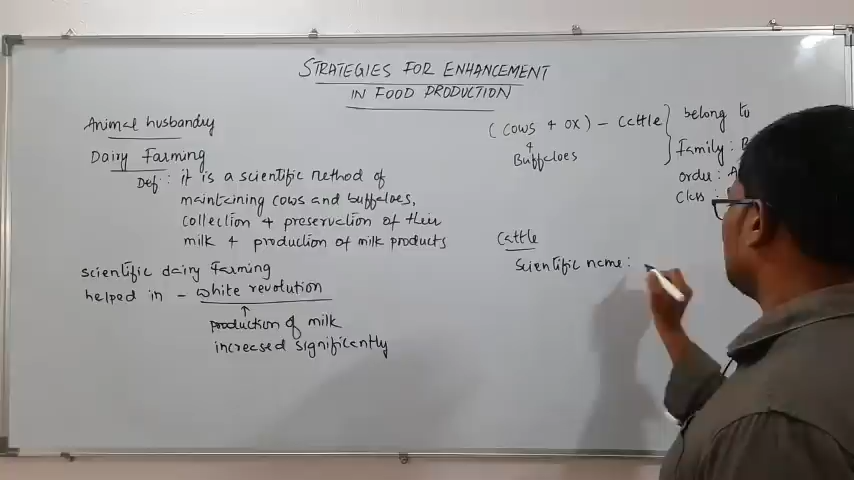 STRATEGIES FOR ENHANCEMENT
IN FOOD PRODUCTION
Animal husbandry
Dairy Farming
Def: it is a scientific method of
maintaining cows and buffaloes,
collection & preservation of their
milk & production of milk products
scientific dairy farming
helped in - white revolution
↑
production of milk
increased significantly
(cows & ox) - cattle
&
Buffaloes
belong to
Family: B
order: A
Class:
Cattle
Scientific name: